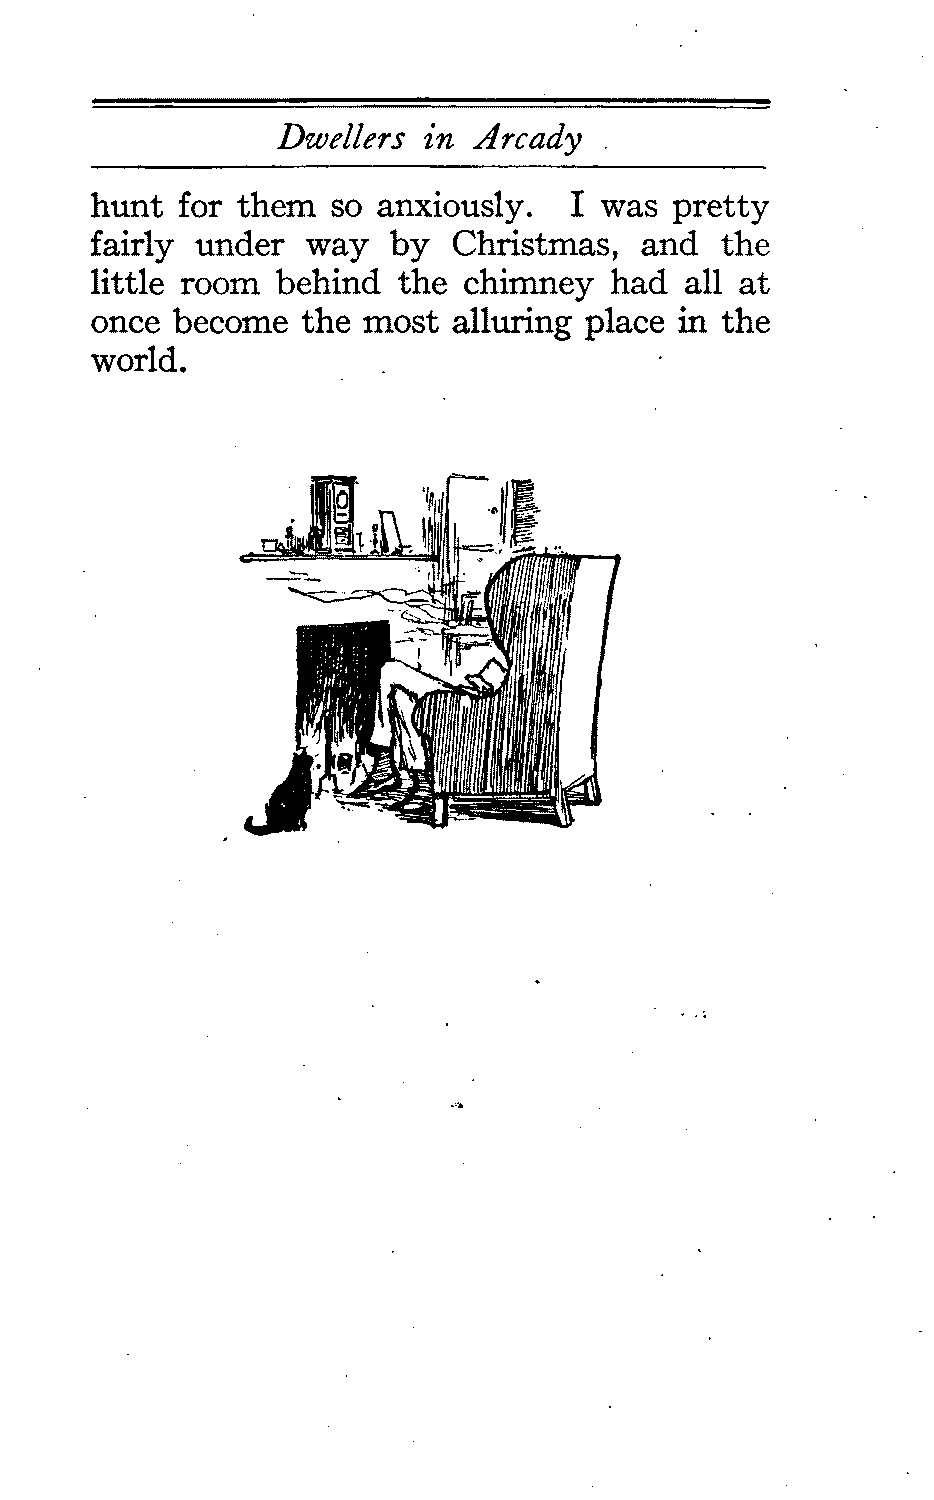 Dwellers in Arcady
hunt for them so anxiously. I was pretty
fairly under way by Christmas, and the
little room behind the chimney had all at
once become the most alluring place in the
world.